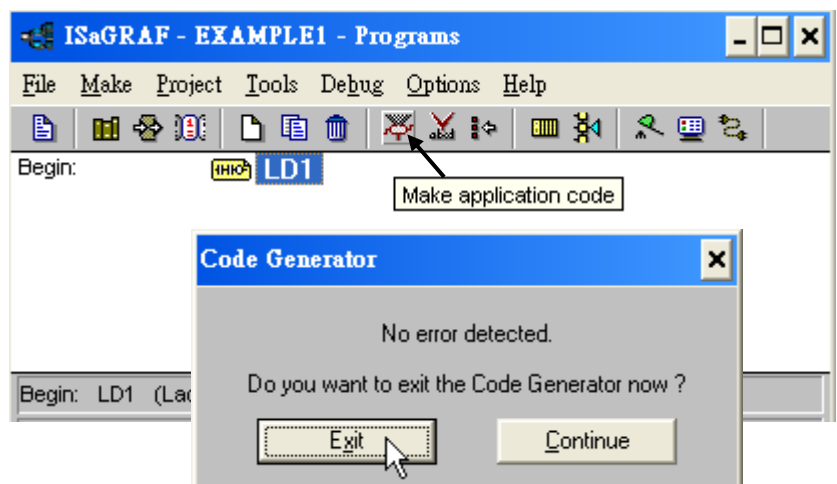 ISaGRAF - EXAMPLE1 - Programs
File Make Project Tools Debug Options Help
Begin: LD1
Make application code
Code Generator
No error detected.
Do you want to exit the Code Generator now ?
Begin: LD1 (Lad
Exit Continue